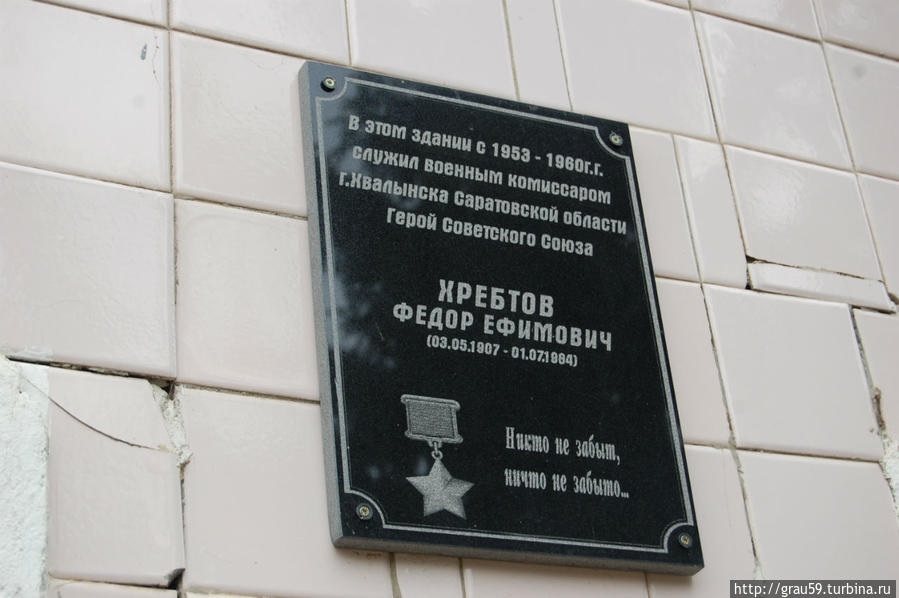 В этом здании с 1953 - 1960г.г.
служил военным комиссаром
г.Хвалынска Саратовской области
Герой Советского Союза
ХРЕБТОВ
ФЕДОР ЕФИМОВИЧ
(03.05.1907 - 01.07.1964)
Никто не забыт,
ничто не забыто...
http://grau59.turbina.ru